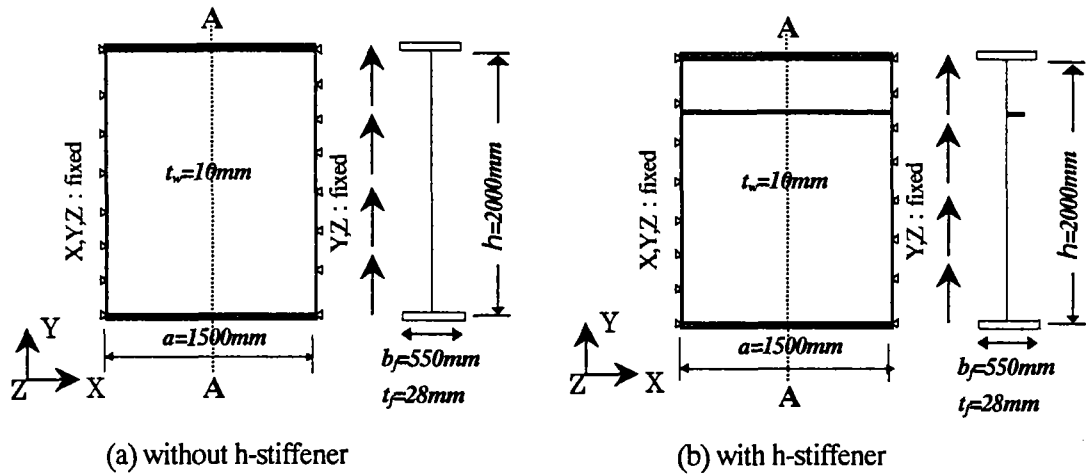 A
X,Y,Z : fixed
t_w=10mm
Y,Z : fixed
h=2000mm
a=1500mm
b_f=550mm
t_f=28mm
Y
Z
X
A
(a) without h-stiffener
A
X,Y,Z : fixed
t_w=10mm
Y,Z : fixed
h=2000mm
a=1500mm
b_f=550mm
t_f=28mm
Y
Z
X
A
(b) with h-stiffener